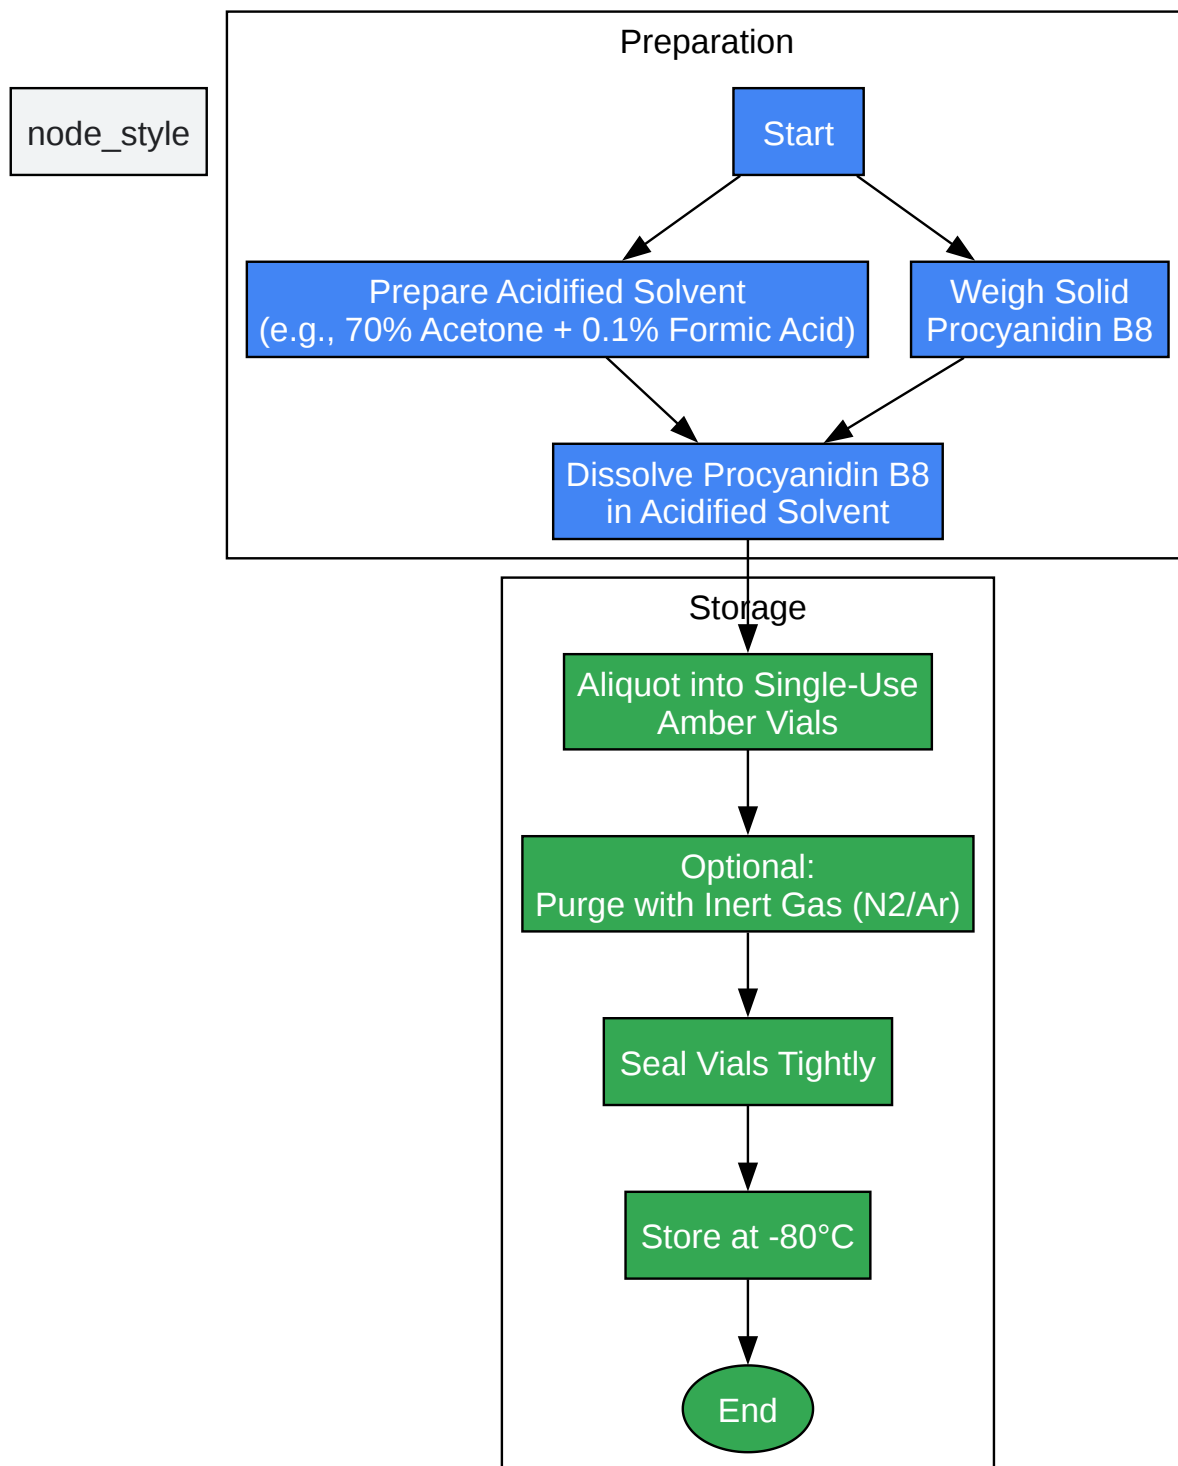 Preparation
node_style
Start
Prepare Acidified Solvent
(e.g., 70% Acetone + 0.1% Formic Acid)
Weigh Solid
Procyanidin B8
Dissolve Procyanidin B8
in Acidified Solvent
Storage
Aliquot into Single-Use
Amber Vials
Optional:
Purge with Inert Gas (N2/Ar)
Seal Vials Tightly
Store at -80°C
End